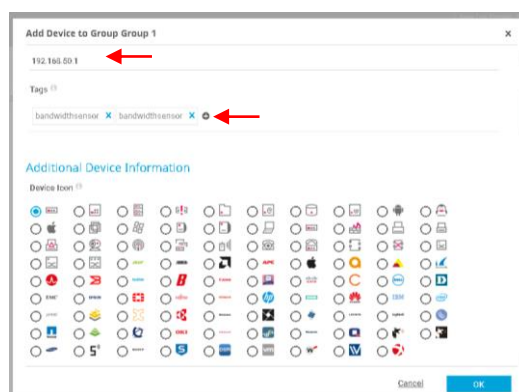 Add Device to Group Group 1
x
192.168.60.1
Tags
bandwidthsensor x bandwidthsensor x
Additional Device Information
Device Icon
Cancel
OK